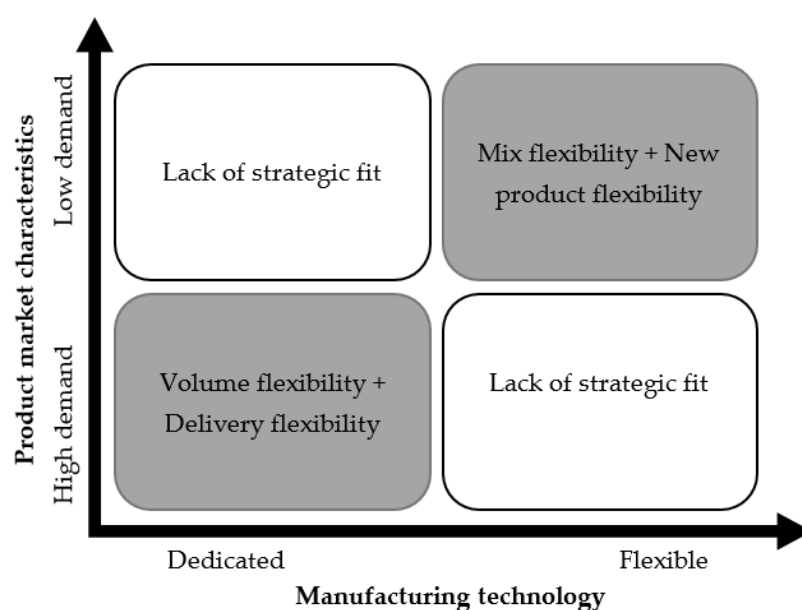 Product market characteristics
Low demand
High demand
Lack of strategic fit
Mix flexibility + New
product flexibility
Volume flexibility +
Delivery flexibility
Lack of strategic fit
Dedicated
Flexible
Manufacturing technology